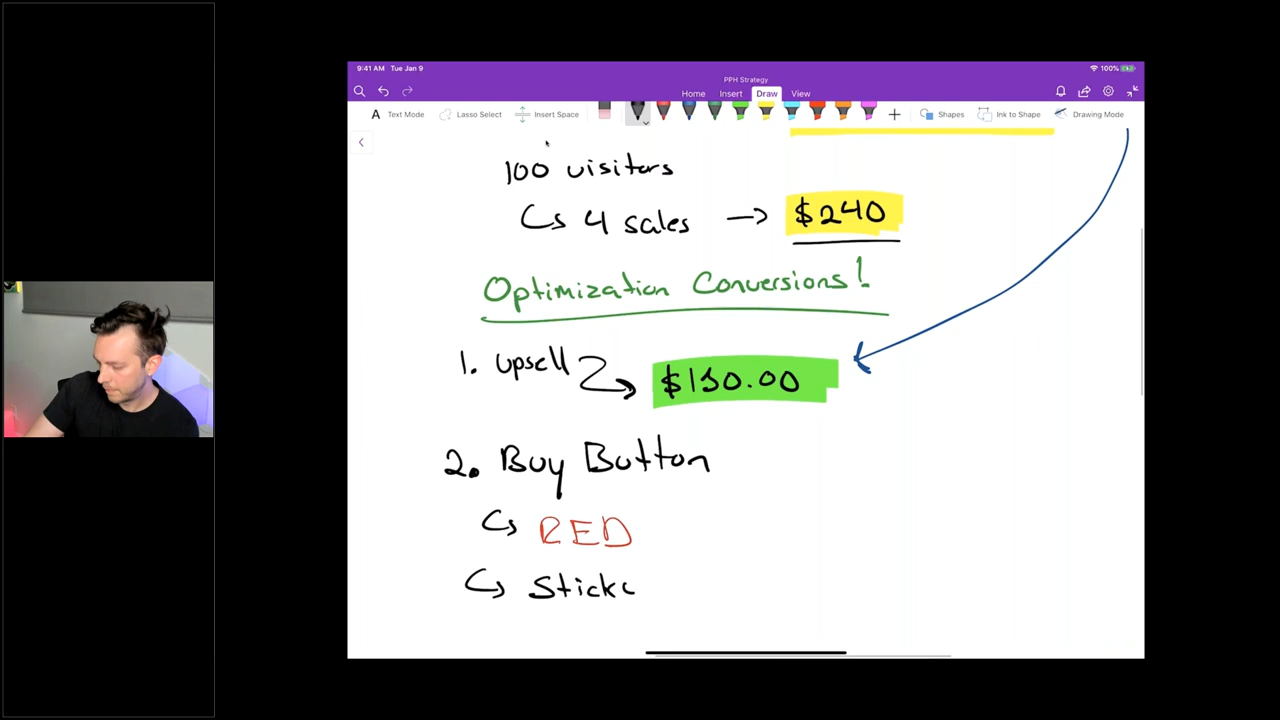 9:41 AM Tue Jan 9
100%
PPH Strategy
Home Insert Draw View
A Text Mode Lasso Select Insert Space Shapes Ink to Shape Drawing Mode
100 visitors
4 sales → $240
Optimization Conversions!
1. Upsell $130.00
2. Buy Button
RED
Sticke